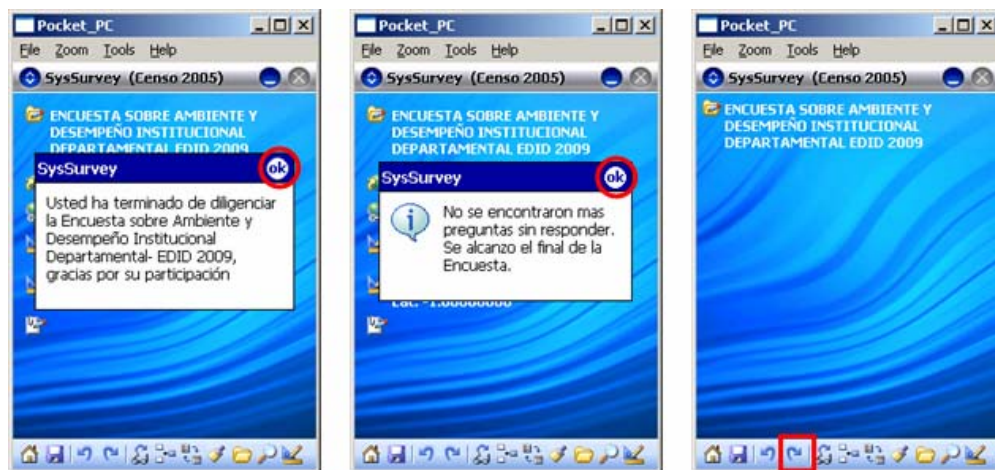 Pocket_PC
File Zoom Tools Help
SysSurvey (Censo 2005)
ENCUESTA SOBRE AMBIENTE Y
DESEMPEÑO INSTITUCIONAL
DEPARTAMENTAL EDID 2009
SysSurvey
ok
Usted ha terminado de diligenciar
la Encuesta sobre Ambiente y
Desempeño Institucional
Departamental- EDID 2009,
gracias por su participación
Pocket_PC
File Zoom Tools Help
SysSurvey (Censo 2005)
ENCUESTA SOBRE AMBIENTE Y
DESEMPEÑO INSTITUCIONAL
DEPARTAMENTAL EDID 2009
SysSurvey
ok
No se encontraron mas
preguntas sin responder.
Se alcanzo el final de la
Encuesta.
Lat. -1.00000000
Pocket_PC
File Zoom Tools Help
SysSurvey (Censo 2005)
ENCUESTA SOBRE AMBIENTE Y
DESEMPEÑO INSTITUCIONAL
DEPARTAMENTAL EDID 2009